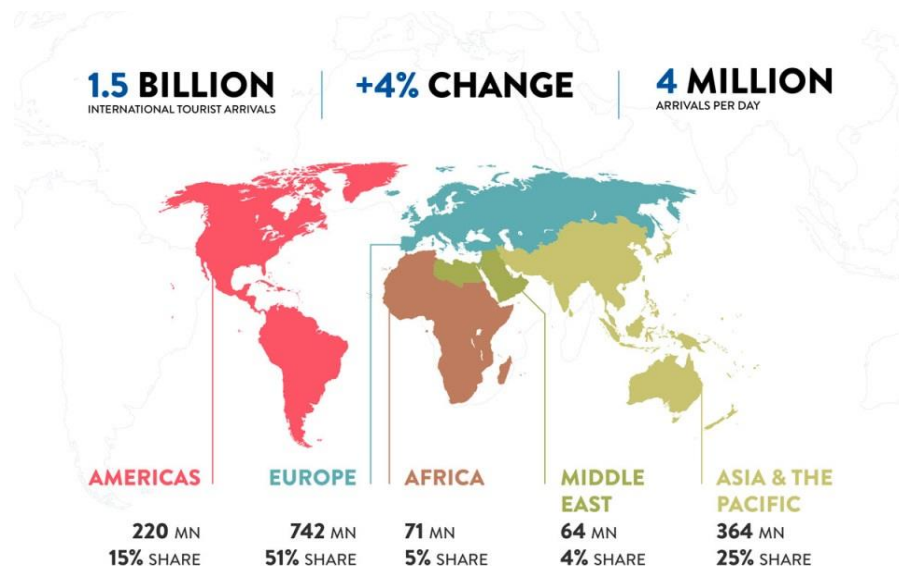 1.5 BILLION
INTERNATIONAL TOURIST ARRIVALS
+4% CHANGE
4 MILLION
ARRIVALS PER DAY
AMERICAS
220 MN
15% SHARE
EUROPE
742 MN
51% SHARE
AFRICA
71 MN
5% SHARE
MIDDLE
EAST
64 MN
4% SHARE
ASIA & THE
PACIFIC
364 MN
25% SHARE